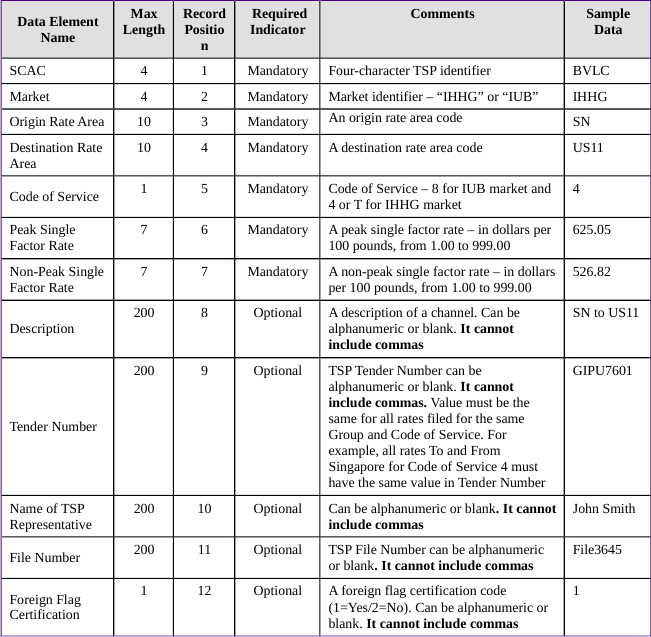 Data Element Name | Max Length | Record Position | Required Indicator | Comments | Sample Data
SCAC | 4 | 1 | Mandatory | Four-character TSP identifier | BVLC
Market | 4 | 2 | Mandatory | Market identifier – “IHHG” or “IUB” | IHHG
Origin Rate Area | 10 | 3 | Mandatory | An origin rate area code | SN
Destination Rate Area | 10 | 4 | Mandatory | A destination rate area code | US11
Code of Service | 1 | 5 | Mandatory | Code of Service – 8 for IUB market and 4 or T for IHHG market | 4
Peak Single Factor Rate | 7 | 6 | Mandatory | A peak single factor rate – in dollars per 100 pounds, from 1.00 to 999.00 | 625.05
Non-Peak Single Factor Rate | 7 | 7 | Mandatory | A non-peak single factor rate – in dollars per 100 pounds, from 1.00 to 999.00 | 526.82
Description | 200 | 8 | Optional | A description of a channel. Can be alphanumeric or blank. It cannot include commas | SN to US11
Tender Number | 200 | 9 | Optional | TSP Tender Number can be alphanumeric or blank. It cannot include commas. Value must be the same for all rates filed for the same Group and Code of Service. For example, all rates To and From Singapore for Code of Service 4 must have the same value in Tender Number | GIPU7601
Name of TSP Representative | 200 | 10 | Optional | Can be alphanumeric or blank. It cannot include commas | John Smith
File Number | 200 | 11 | Optional | TSP File Number can be alphanumeric or blank. It cannot include commas | File3645
Foreign Flag Certification | 1 | 12 | Optional | A foreign flag certification code (1=Yes/2=No). Can be alphanumeric or blank. It cannot include commas | 1